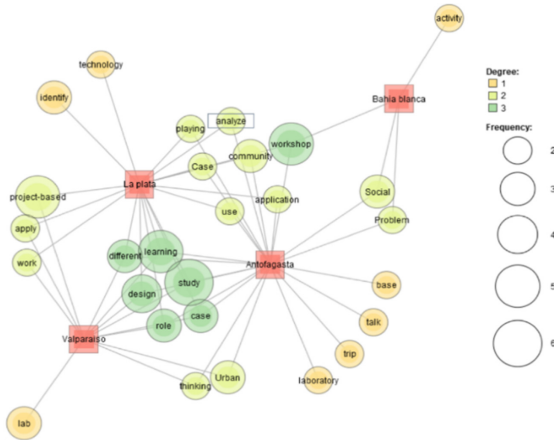 activity
technology
identify
Bahia blanca
playing
analyze
workshop
community
Case
La plata
project-based
Social
application
use
Problem
apply
different
learning
work
Antofagasta
study
base
design
role
case
talk
Valparaiso
trip
Urban
thinking
laboratory
lab
Degree:
1
2
3
Frequency:
2
3
4
5
6